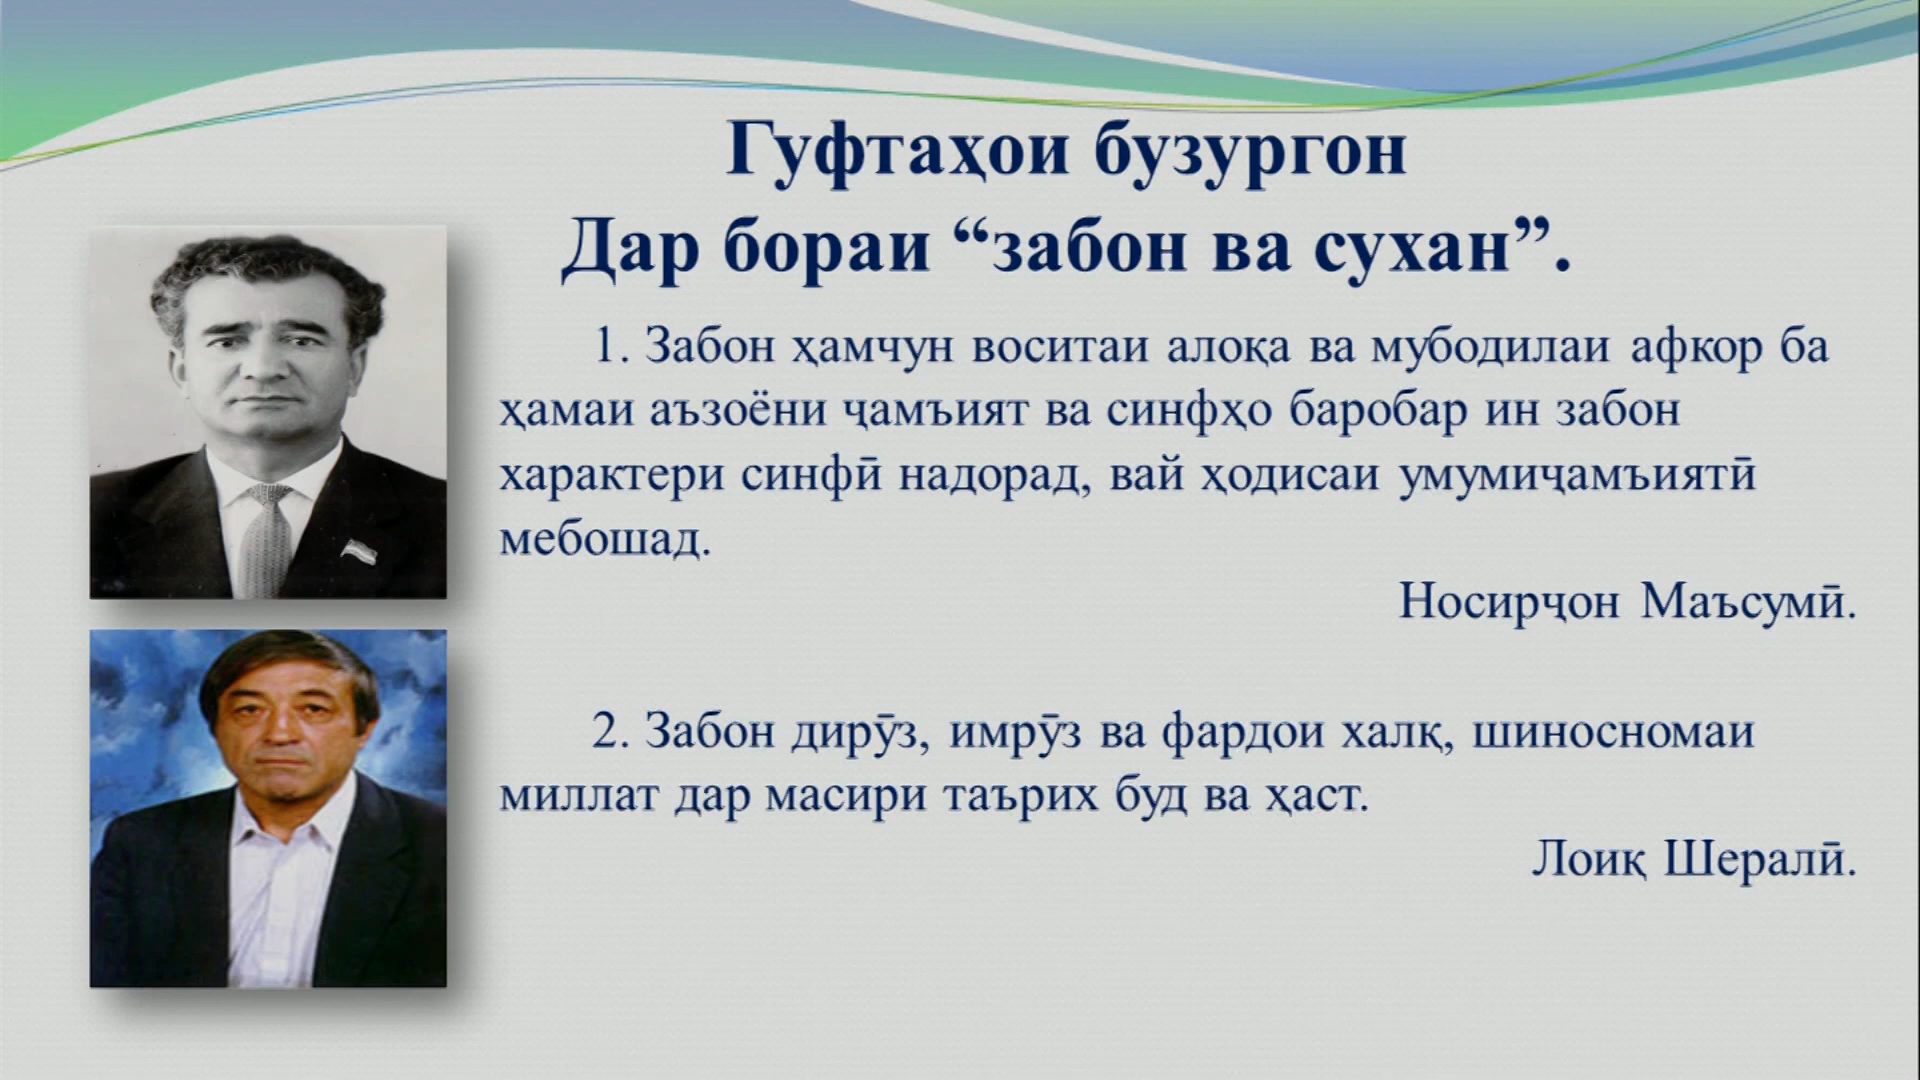 Гуфтаҳои бузургон
Дар бораи “забон ва сухан”.
1. Забон ҳамчун воситаи алоқа ва мубодилаи афкор ба
ҳамаи аъзоёни ҷамъият ва синфҳо баробар ин забон
характери синфӣ надорад, вай ҳодисаи умумиҷамъиятӣ
мебошад.
Носирҷон Маъсумӣ.
2. Забон дирӯз, имрӯз ва фардои халқ, шиносномаи
миллат дар масири таърих буд ва ҳаст.
Лоиқ Шералӣ.